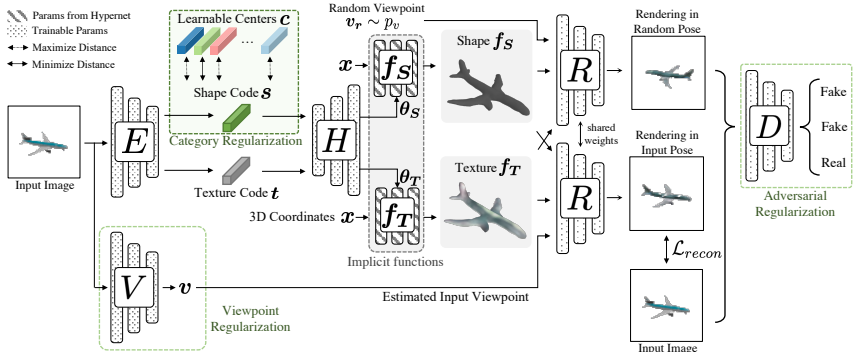 Params from Hypernet
Trainable Params
Maximize Distance
Minimize Distance
Learnable Centers c
...
Shape Code s
Category Regularization
Random Viewpoint
v_r ∼ p_v
x
f_S
Shape f_S
θ_S
R
Rendering in
Random Pose
shared
weights
Input Image
E
H
Texture Code t
θ_T
3D Coordinates x
f_T
Texture f_T
Implicit functions
R
Rendering in
Input Pose
D
Fake
Fake
Real
Adversarial
Regularization
V
v
Viewpoint
Regularization
Estimated Input Viewpoint
L_recon
Input Image